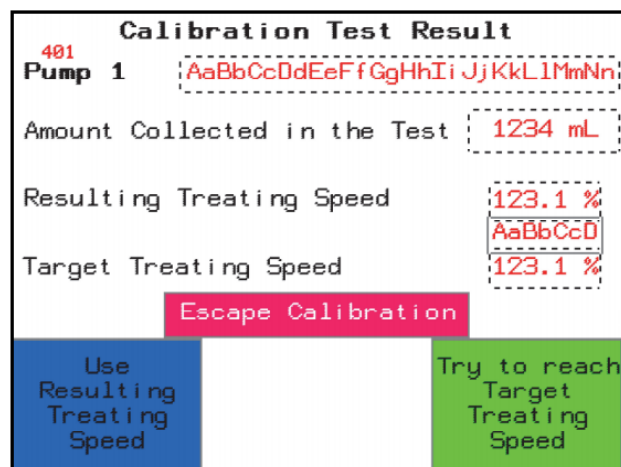 Calibration Test Result
401
Pump 1 AaBbCcDdEeFfGgHhIiJjKkLlMmNn
Amount Collected in the Test 1234 mL
Resulting Treating Speed 123.1 %
AaBbCcD
Target Treating Speed 123.1 %
Escape Calibration
Use
Resulting
Treating
Speed
Try to reach
Target
Treating
Speed